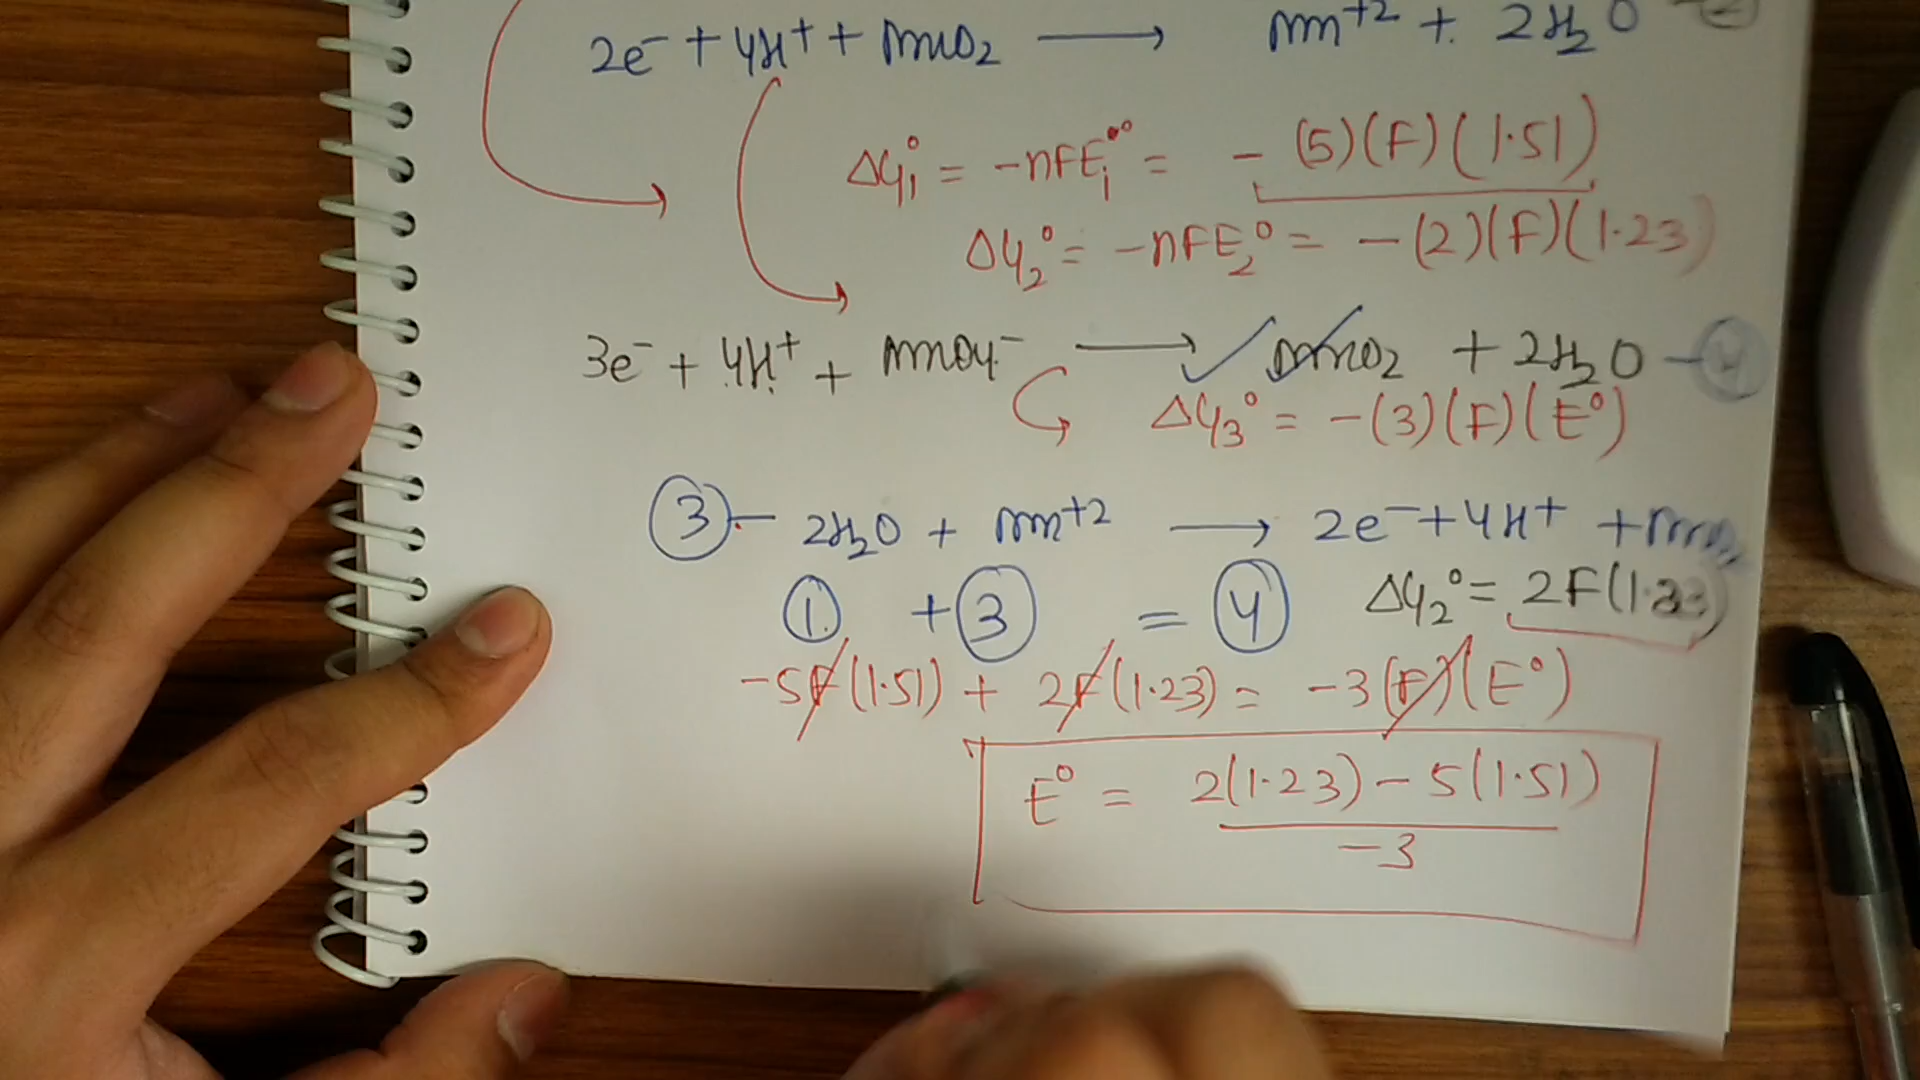 2e⁻ + 4H⁺ + MnO₂ ⟶ Mn⁺² + 2H₂O
ΔG₁° = -nFE₁° = - (5)(F)(1.51)
ΔG₂° = -nFE₂° = - (2)(F)(1.23)
3e⁻ + 4H⁺ + MnO₄⁻ ⟶ MnO₂ + 2H₂O - ④
ΔG₃° = -(3)(F)(E°)
③ - 2H₂O + Mn⁺² ⟶ 2e⁻ + 4H⁺ + MnO₂
ΔG₂° = 2F(1.23)
① + ③ = ④
-5F(1.51) + 2F(1.23) = -3(F)(E°)
E° = 2(1.23) - 5(1.51)
-3